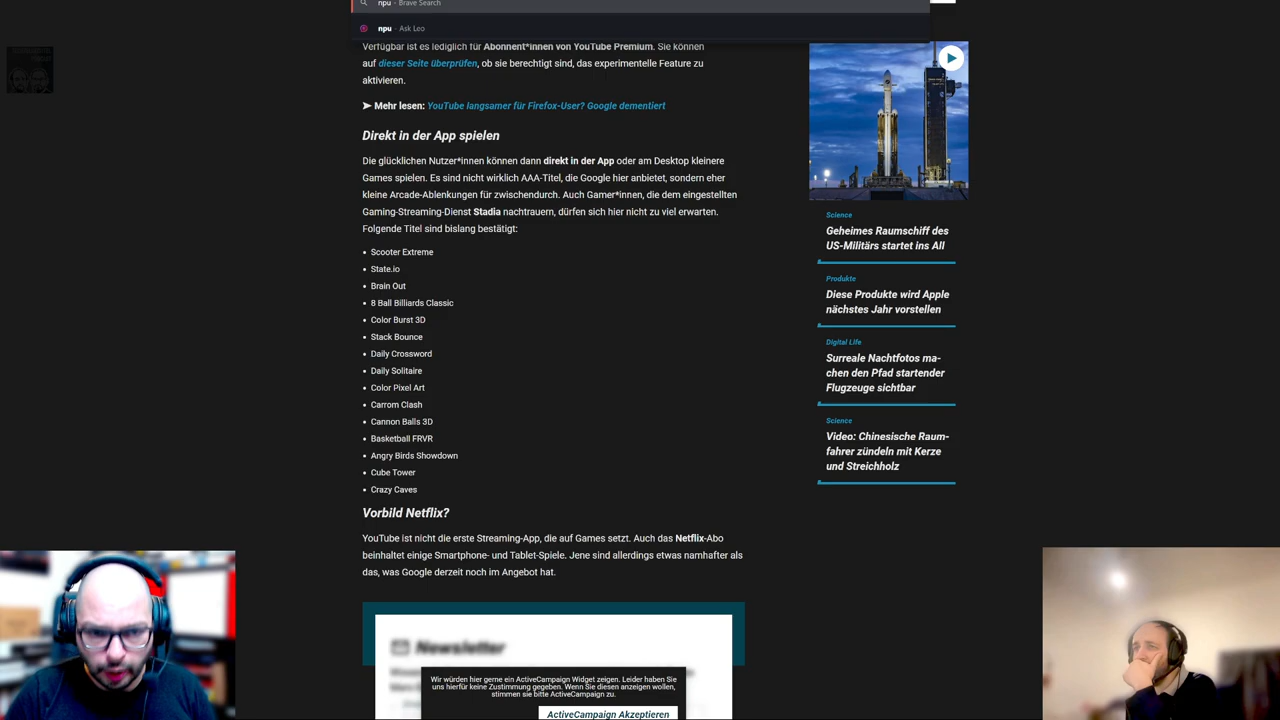 npu - Brave Search
npu - Ask Leo
Verfügbar ist es lediglich für Abonnent*innen von YouTube Premium. Sie können
auf dieser Seite überprüfen, ob sie berechtigt sind, das experimentelle Feature zu
aktivieren.
➤ Mehr lesen: YouTube langsamer für Firefox-User? Google dementiert
Direkt in der App spielen
Die glücklichen Nutzer*innen können dann direkt in der App oder am Desktop kleinere
Games spielen. Es sind nicht wirklich AAA-Titel, die Google hier anbietet, sondern eher
kleine Arcade-Ablenkungen für zwischendurch. Auch Gamer*innen, die dem eingestellten
Gaming-Streaming-Dienst Stadia nachtrauern, dürfen sich hier nicht zu viel erwarten.
Folgende Titel sind bislang bestätigt:
• Scooter Extreme
• State.io
• Brain Out
• 8 Ball Billiards Classic
• Color Burst 3D
• Stack Bounce
• Daily Crossword
• Daily Solitaire
• Color Pixel Art
• Carrom Clash
• Cannon Balls 3D
• Basketball FRVR
• Angry Birds Showdown
• Cube Tower
• Crazy Caves
Vorbild Netflix?
YouTube ist nicht die erste Streaming-App, die auf Games setzt. Auch das Netflix-Abo
beinhaltet einige Smartphone- und Tablet-Spiele. Jene sind allerdings etwas namhafter als
das, was Google derzeit noch im Angebot hat.
Newsletter
Wir würden hier gerne ein ActiveCampaign Widget zeigen. Leider haben Sie
uns hierfür keine Zustimmung gegeben. Wenn Sie diesen anzeigen wollen,
stimmen sie bitte ActiveCampaign zu.
ActiveCampaign Akzeptieren
Science
Geheimes Raumschiff des
US-Militärs startet ins All
Produkte
Diese Produkte wird Apple
nächstes Jahr vorstellen
Digital Life
Surreale Nachtfotos ma-
chen den Pfad startender
Flugzeuge sichtbar
Science
Video: Chinesische Raum-
fahrer zündeln mit Kerze
und Streichholz